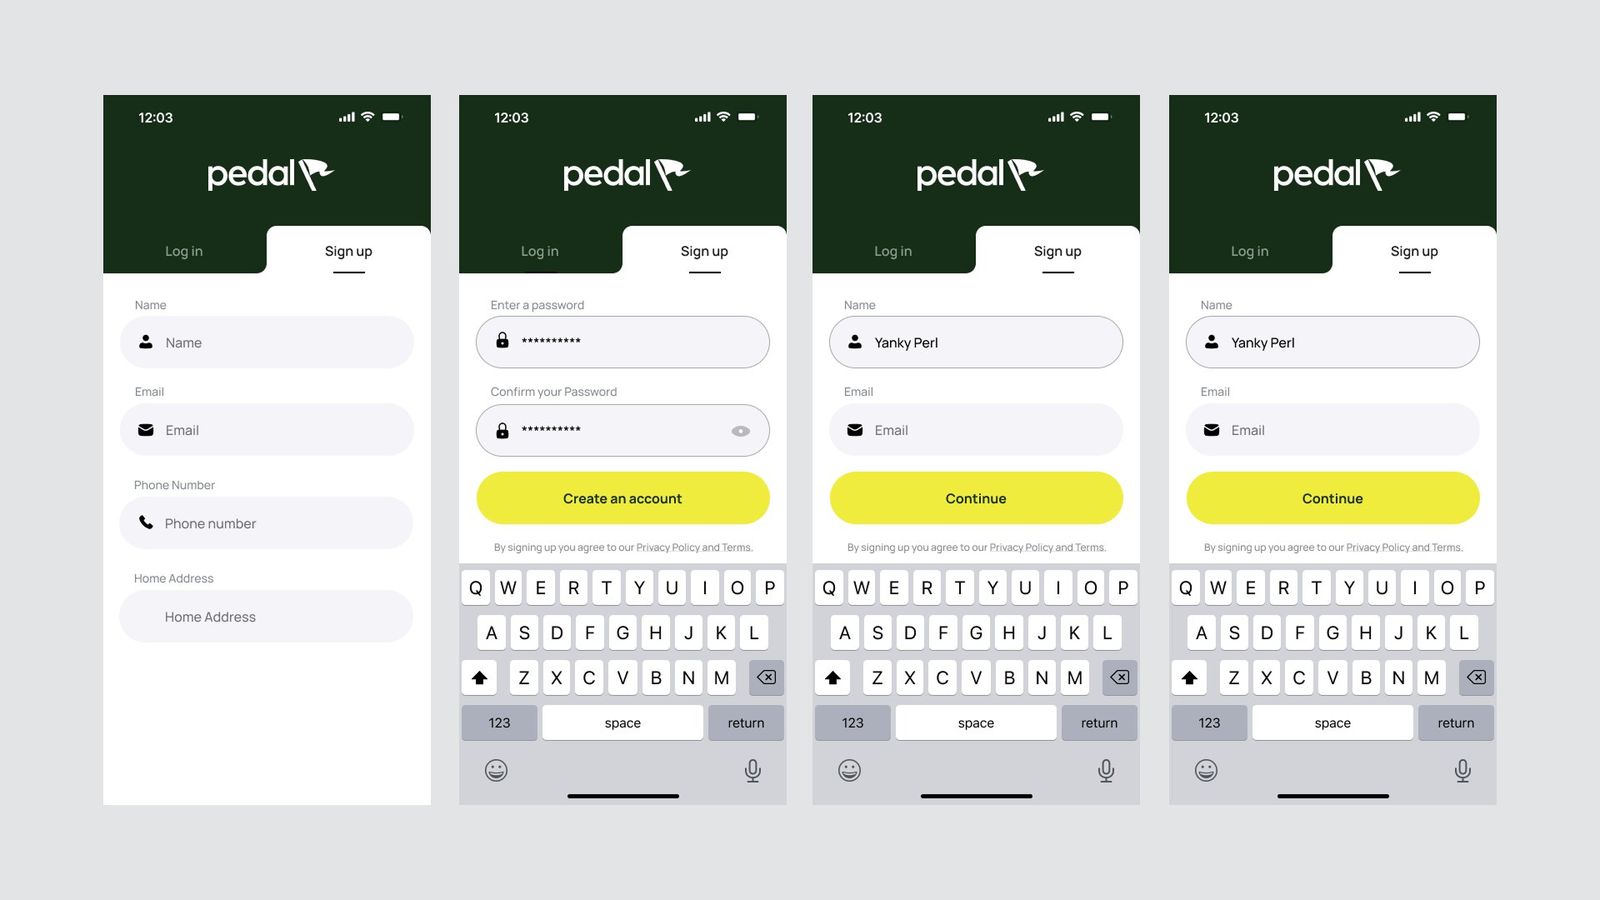 12:03
pedal
Log in
Sign up
Name
Name
Email
Email
Phone Number
Phone number
Home Address
Home Address
12:03
pedal
Log in
Sign up
Enter a password
**********
Confirm your Password
**********
Create an account
By signing up you agree to our Privacy Policy and Terms.
Q W E R T Y U I O P
A S D F G H J K L
Z X C V B N M
123 space return
12:03
pedal
Log in
Sign up
Name
Yanky Perl
Email
Email
Continue
By signing up you agree to our Privacy Policy and Terms.
Q W E R T Y U I O P
A S D F G H J K L
Z X C V B N M
123 space return
12:03
pedal
Log in
Sign up
Name
Yanky Perl
Email
Email
Continue
By signing up you agree to our Privacy Policy and Terms.
Q W E R T Y U I O P
A S D F G H J K L
Z X C V B N M
123 space return